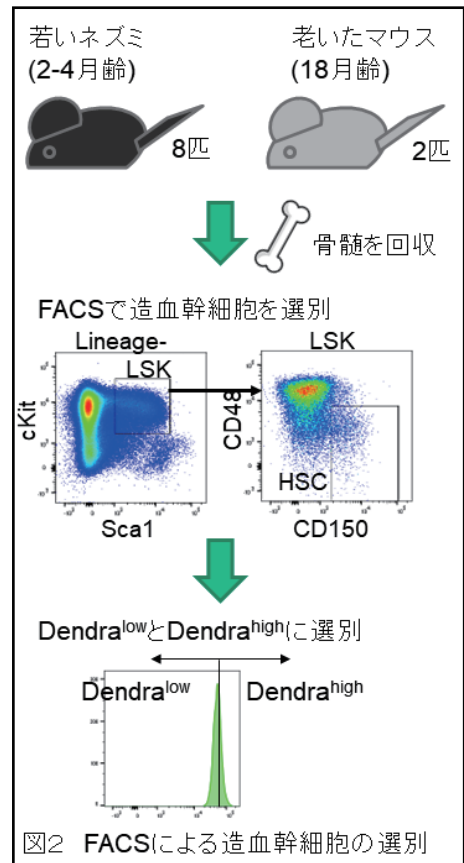 若いネズミ
(2-4月齢)
8匹
老いたマウス
(18月齢)
2匹
骨髄を回収
FACSで造血幹細胞を選別
Lineage-
LSK
cKit
Sca1
LSK
CD48
HSC
CD150
DendralowとDendrahighに選別
Dendralow
Dendrahigh
図2 FACSによる造血幹細胞の選別